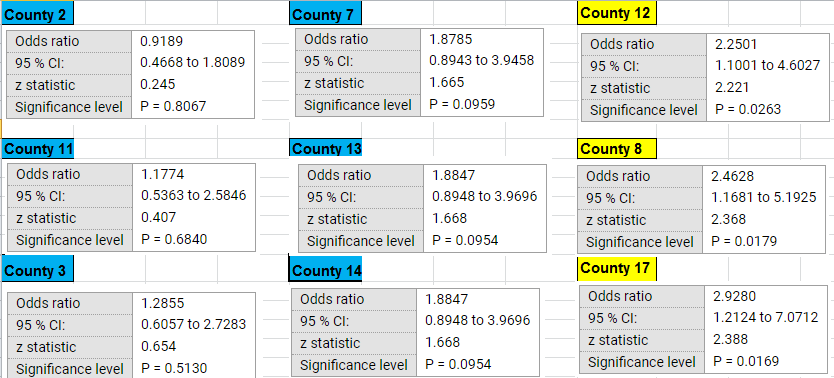 County 2
Odds ratio 0.9189
95 % CI: 0.4668 to 1.8089
z statistic 0.245
Significance level P = 0.8067
County 7
Odds ratio 1.8785
95 % CI: 0.8943 to 3.9458
z statistic 1.665
Significance level P = 0.0959
County 12
Odds ratio 2.2501
95 % CI: 1.1001 to 4.6027
z statistic 2.221
Significance level P = 0.0263
County 11
Odds ratio 1.1774
95 % CI: 0.5363 to 2.5846
z statistic 0.407
Significance level P = 0.6840
County 13
Odds ratio 1.8847
95 % CI: 0.8948 to 3.9696
z statistic 1.668
Significance level P = 0.0954
County 8
Odds ratio 2.4628
95 % CI: 1.1681 to 5.1925
z statistic 2.368
Significance level P = 0.0179
County 3
Odds ratio 1.2855
95 % CI: 0.6057 to 2.7283
z statistic 0.654
Significance level P = 0.5130
County 14
Odds ratio 1.8847
95 % CI: 0.8948 to 3.9696
z statistic 1.668
Significance level P = 0.0954
County 17
Odds ratio 2.9280
95 % CI: 1.2124 to 7.0712
z statistic 2.388
Significance level P = 0.0169